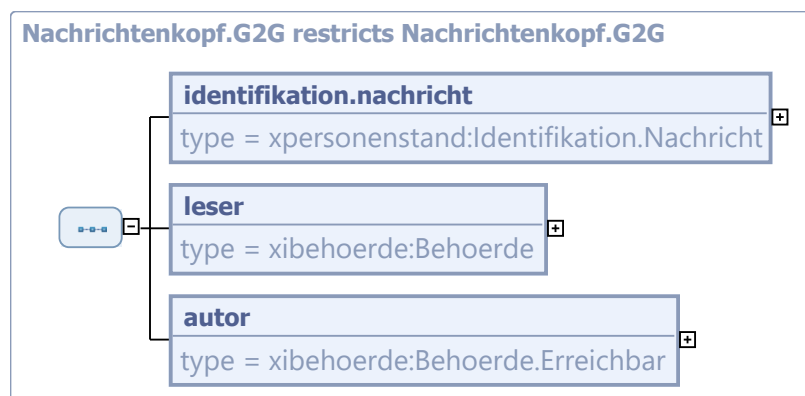 Nachrichtenkopf.G2G restricts Nachrichtenkopf.G2G
identifikation.nachricht
type = xpersonenstand:Identifikation.Nachricht
leser
type = xibehoerde:Behoerde
autor
type = xibehoerde:Behoerde.Erreichbar